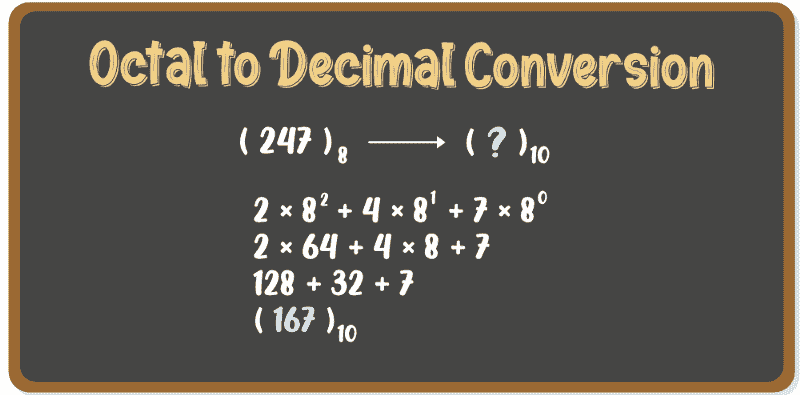 Octal to Decimal Conversion
( 247 )₈ ⟶ ( ? )₁₀
2 × 8² + 4 × 8¹ + 7 × 8⁰
2 × 64 + 4 × 8 + 7
128 + 32 + 7
( 167 )₁₀